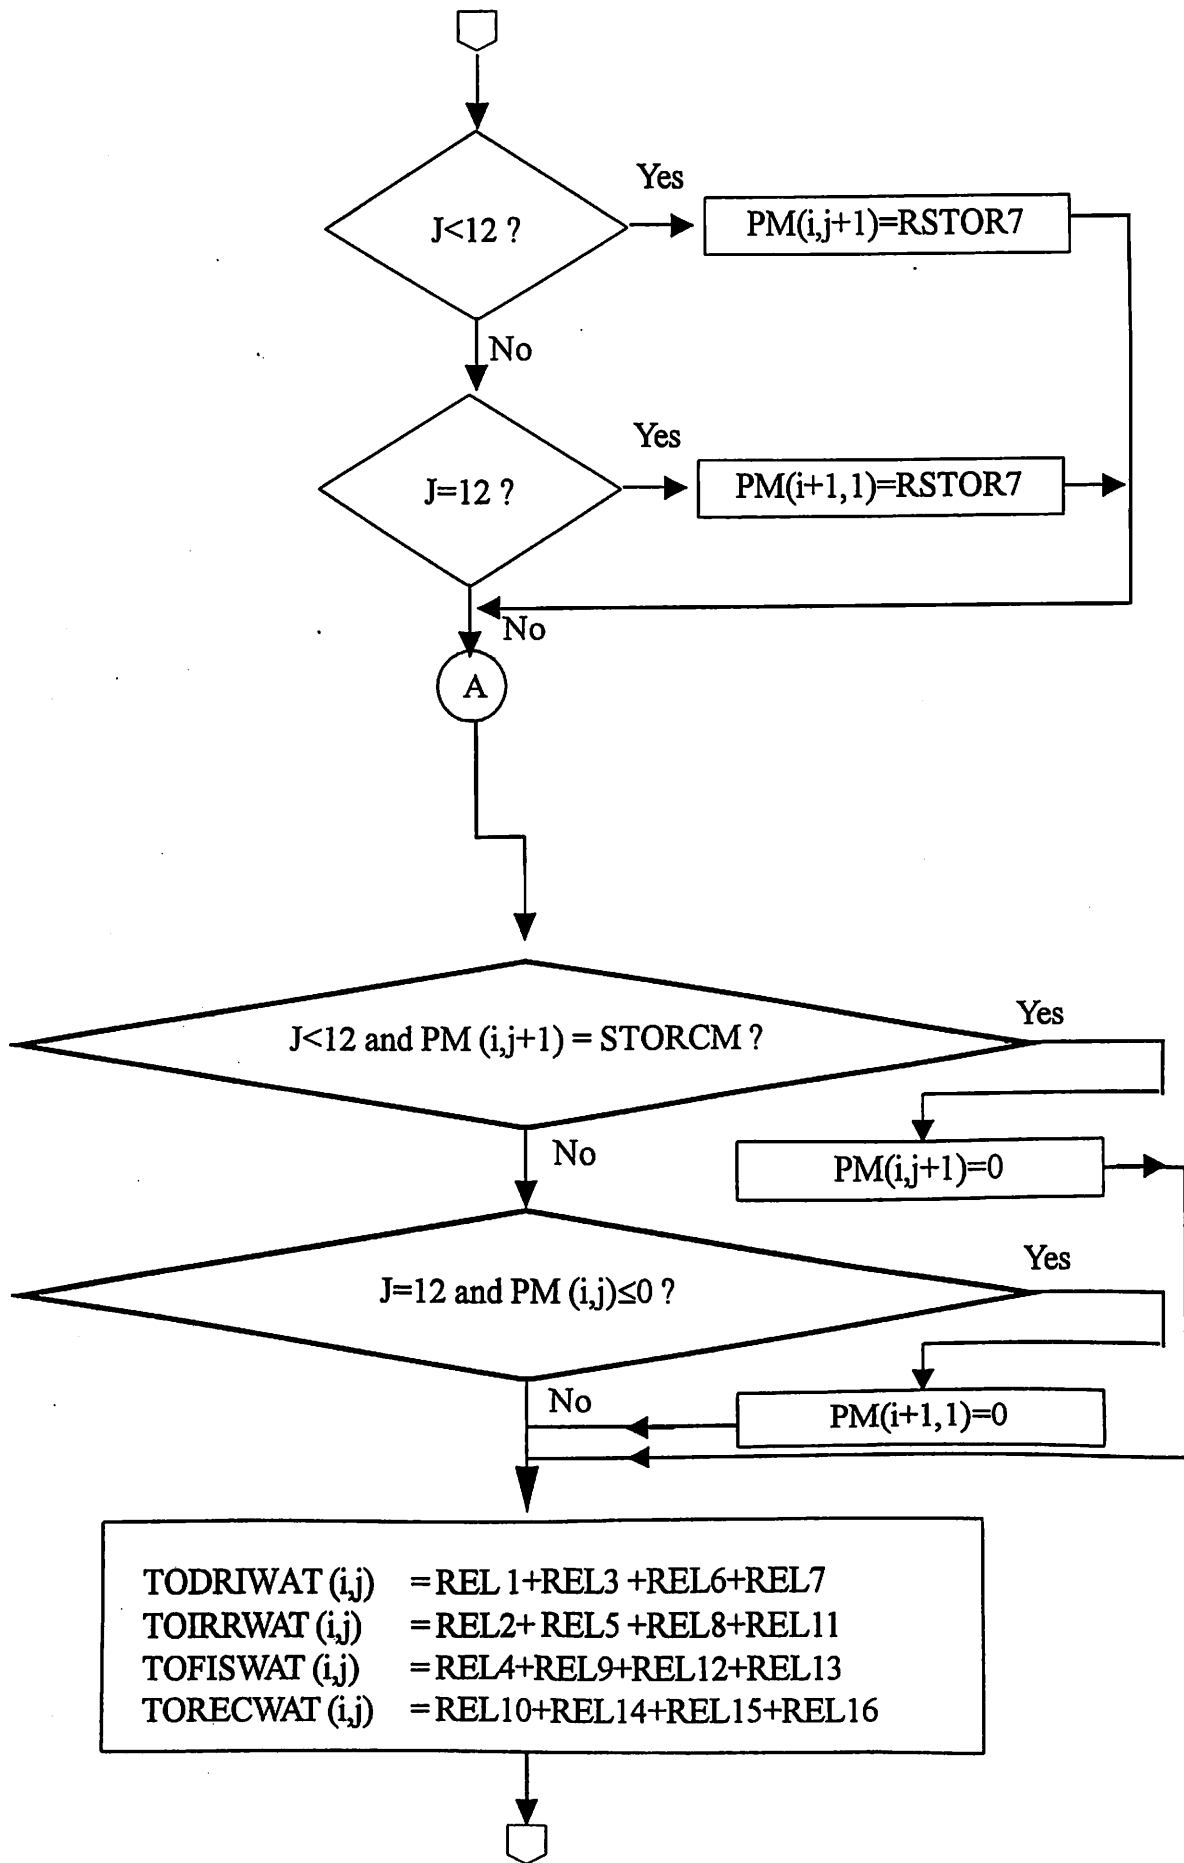 Yes
J<12 ?
PM(i,j+1)=RSTOR7
No
Yes
J=12 ?
PM(i+1,1)=RSTOR7
No
A
Yes
J<12 and PM (i,j+1) = STORCM ?
No
PM(i,j+1)=0
Yes
J=12 and PM (i,j)≤0 ?
No
PM(i+1,1)=0
TODRIWAT (i,j) =REL 1+REL3 +REL6+REL7
TOIRRWAT (i,j) =REL2+ REL5 +REL8+REL11
TOFISWAT (i,j) =REL4+REL9+REL12+REL13
TORECWAT (i,j) =REL10+REL14+REL15+REL16